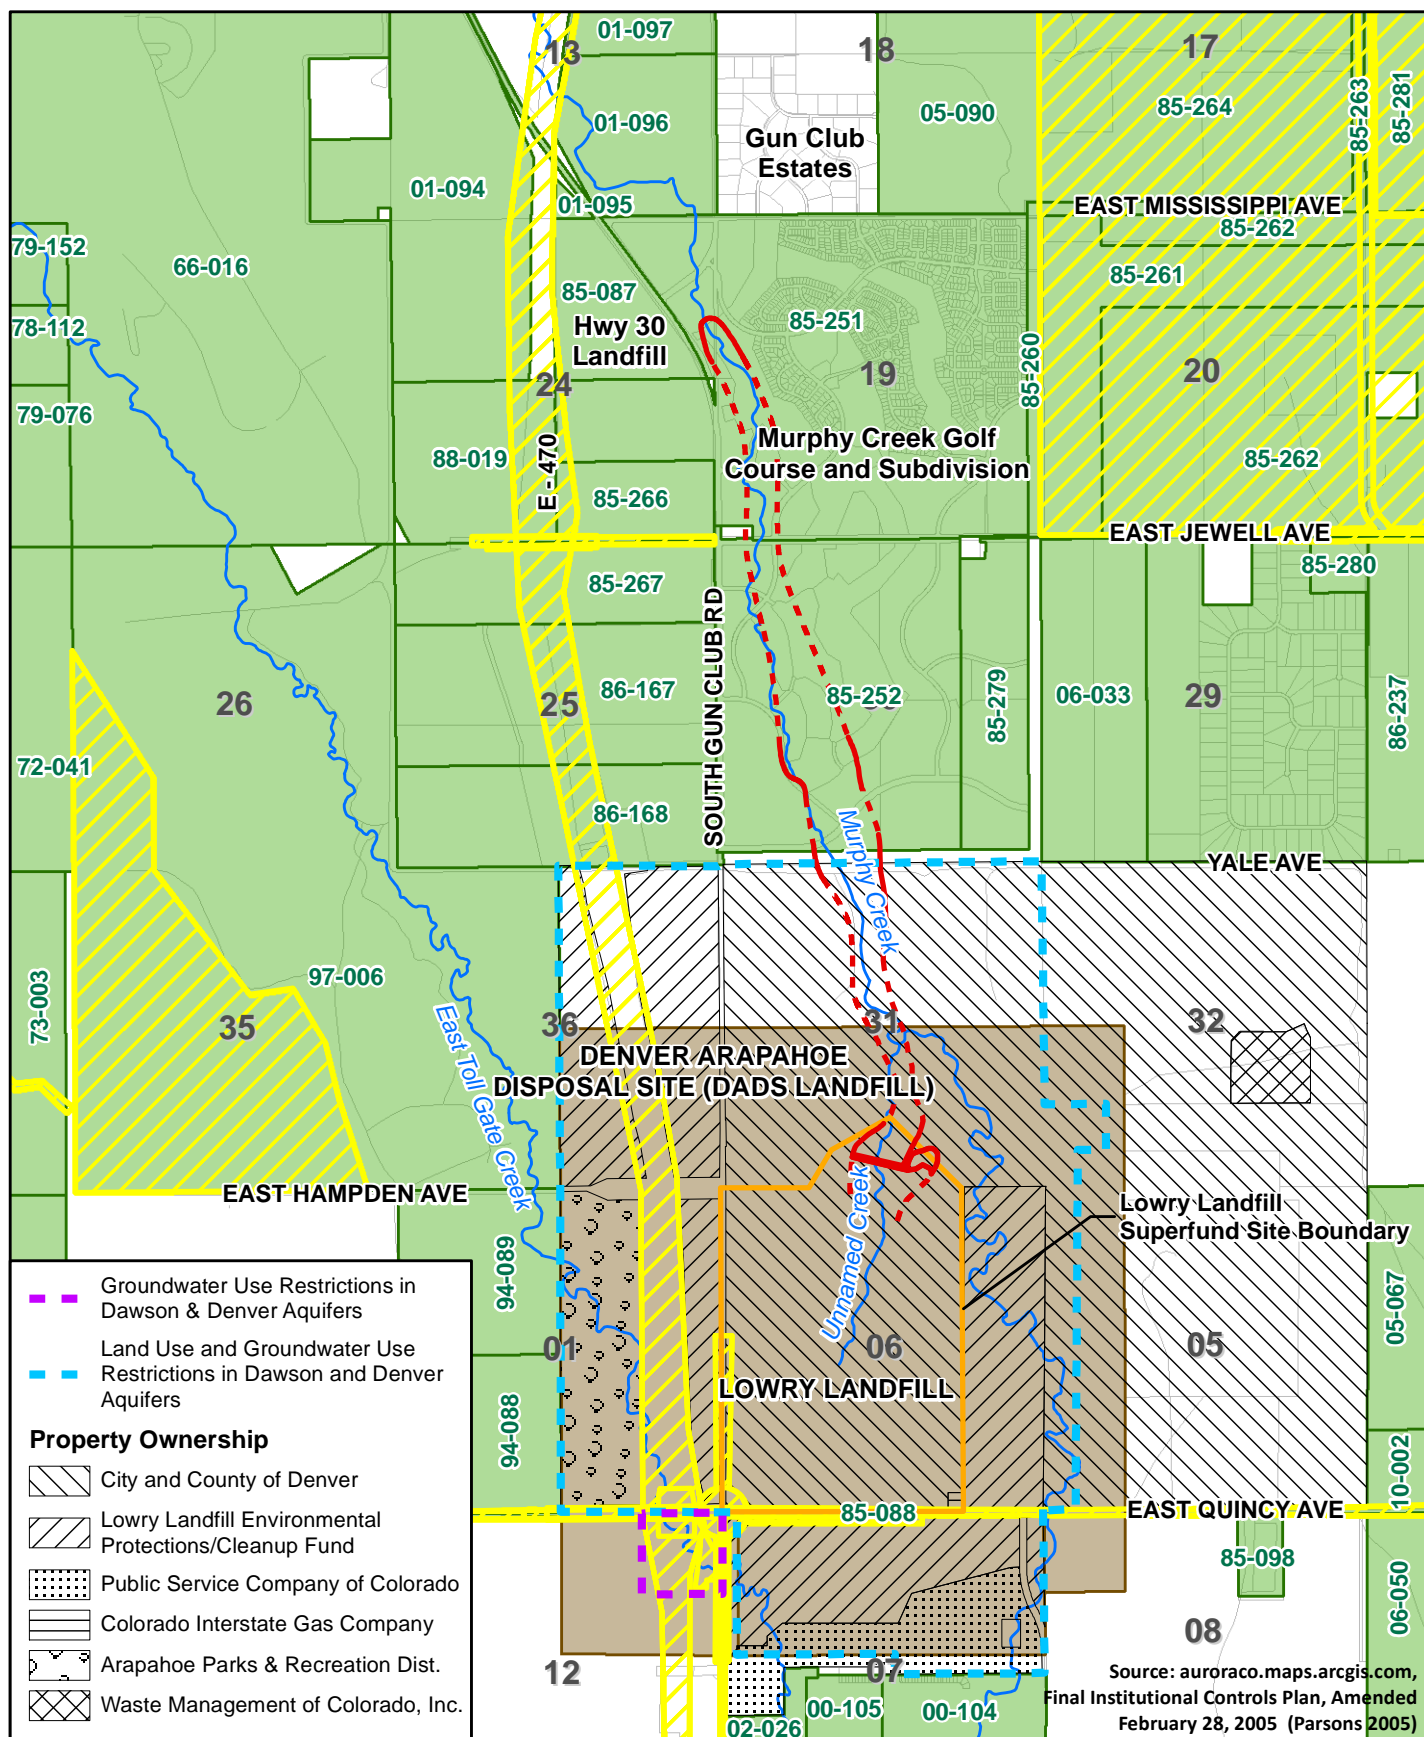 13
01-097
18
17
01-096
Gun Club
Estates
05-090
85-264
85-263
85-281
01-094
01-095
EAST MISSISSIPPI AVE
85-262
79-152
66-016
85-087
85-261
78-112
Hwy 30
Landfill
85-251
85-260
24
19
20
79-076
88-019
E - 470
Murphy Creek Golf
Course and Subdivision
85-262
85-266
EAST JEWELL AVE
85-267
85-280
SOUTH GUN CLUB RD
26
25
86-167
85-252
85-279
06-033
29
86-237
72-041
86-168
Murphy Creek
YALE AVE
73-003
97-006
35
East Toll Gate Creek
36
31
32
DENVER ARAPAHOE
DISPOSAL SITE (DADS LANDFILL)
EAST HAMPDEN AVE
Unnamed Creek
Lowry Landfill
Superfund Site Boundary
94-089
05-067
01
06
05
LOWRY LANDFILL
94-088
10-002
85-088
EAST QUINCY AVE
85-098
06-050
08
12
07
00-105
00-104
02-026
Groundwater Use Restrictions in
Dawson & Denver Aquifers
Land Use and Groundwater Use
Restrictions in Dawson and Denver
Aquifers
Property Ownership
City and County of Denver
Lowry Landfill Environmental
Protections/Cleanup Fund
Public Service Company of Colorado
Colorado Interstate Gas Company
Arapahoe Parks & Recreation Dist.
Waste Management of Colorado, Inc.
Source: auroraco.maps.arcgis.com,
Final Institutional Controls Plan, Amended
February 28, 2005  (Parsons 2005)